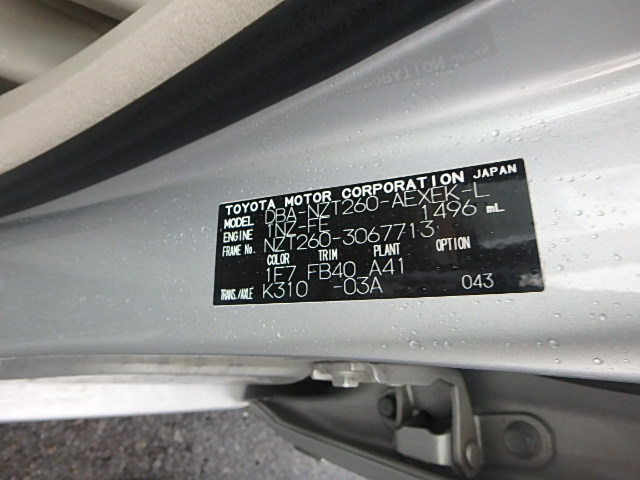 TOYOTA MOTOR CORPORATION JAPAN
MODEL DBA-NZT260-AEXEK-L
ENGINE 1NZ-FE 1496 mL
FRAME No. NZT260-3067713
COLOR TRIM PLANT OPTION
1E7 FB40 A41
TRANS./AXLE K310 -03A 043